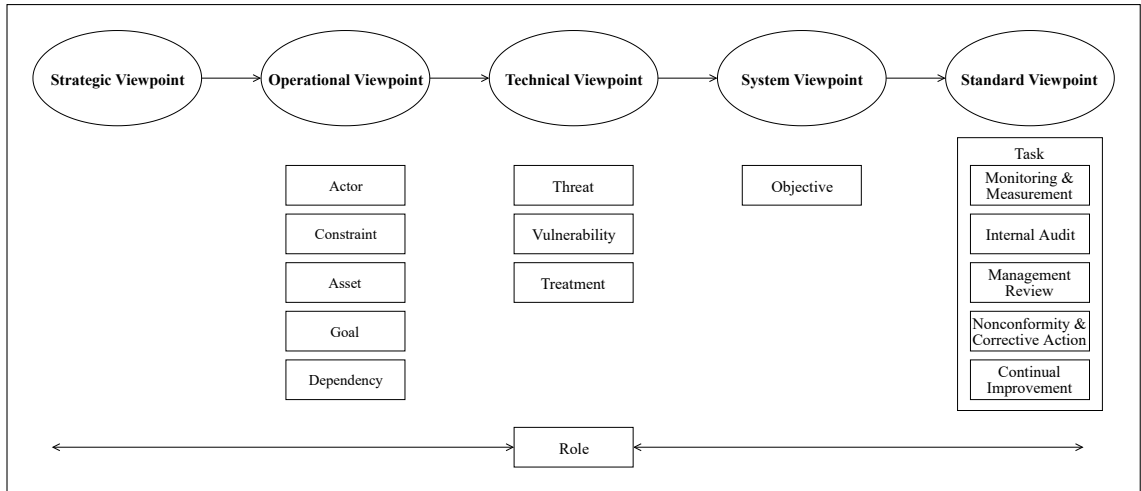 Strategic Viewpoint
Operational Viewpoint
Technical Viewpoint
System Viewpoint
Standard Viewpoint
Actor
Constraint
Asset
Goal
Dependency
Threat
Vulnerability
Treatment
Objective
Task
Monitoring &
Measurement
Internal Audit
Management
Review
Nonconformity &
Corrective Action
Continual
Improvement
Role